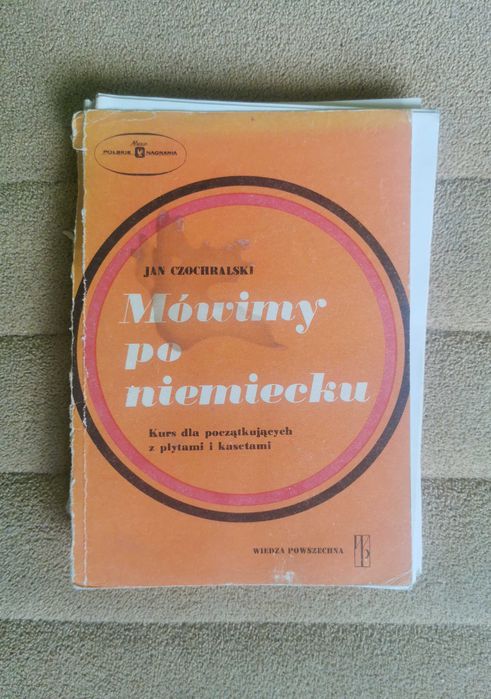 Muza
POLSKIE NAGRANIA
JAN CZOCHRALSKI
Mówimy
po
niemiecku
Kurs dla początkujących
z płytami i kasetami
WIEDZA POWSZECHNA